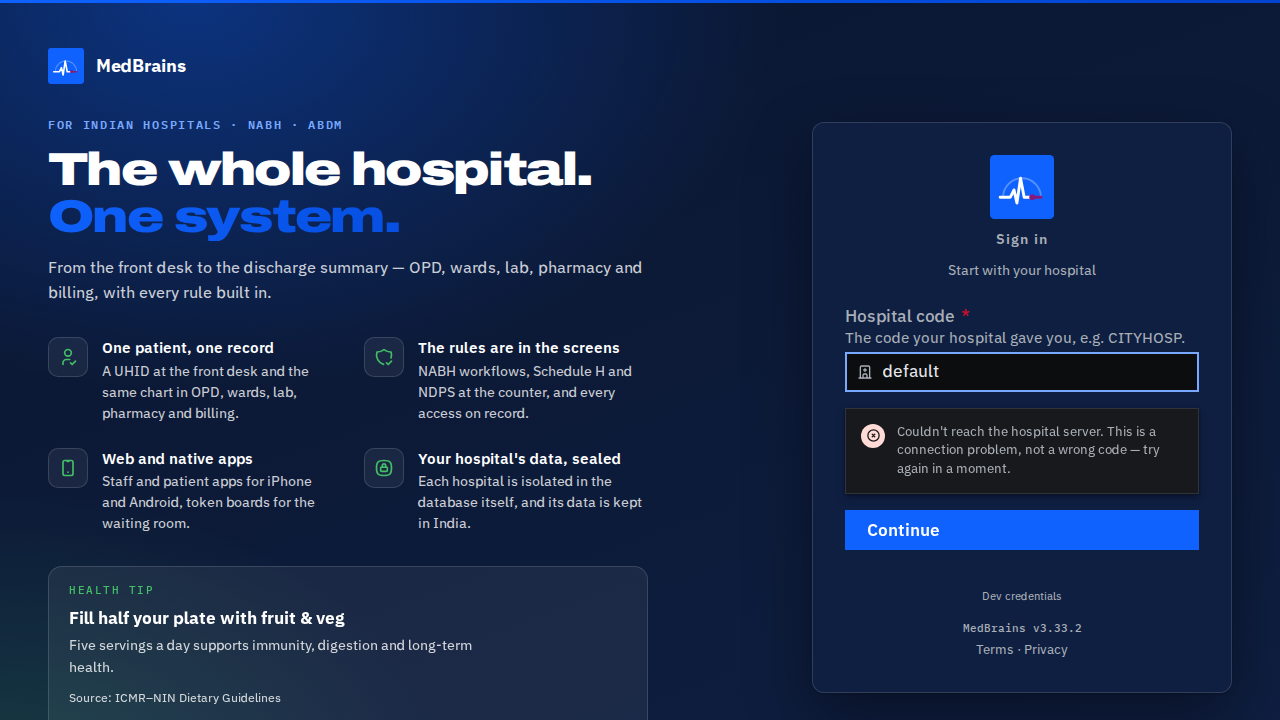 MedBrains
FOR INDIAN HOSPITALS · NABH · ABDM
The whole hospital.
One system.
From the front desk to the discharge summary — OPD, wards, lab, pharmacy and
billing, with every rule built in.
One patient, one record
A UHID at the front desk and the
same chart in OPD, wards, lab,
pharmacy and billing.
The rules are in the screens
NABH workflows, Schedule H and
NDPS at the counter, and every
access on record.
Web and native apps
Staff and patient apps for iPhone
and Android, token boards for the
waiting room.
Your hospital's data, sealed
Each hospital is isolated in the
database itself, and its data is kept
in India.
HEALTH TIP
Fill half your plate with fruit & veg
Five servings a day supports immunity, digestion and long-term
health.
Source: ICMR–NIN Dietary Guidelines
Sign in
Start with your hospital
Hospital code *
The code your hospital gave you, e.g. CITYHOSP.
default
Couldn't reach the hospital server. This is a
connection problem, not a wrong code — try
again in a moment.
Continue
Dev credentials
MedBrains v3.33.2
Terms · Privacy